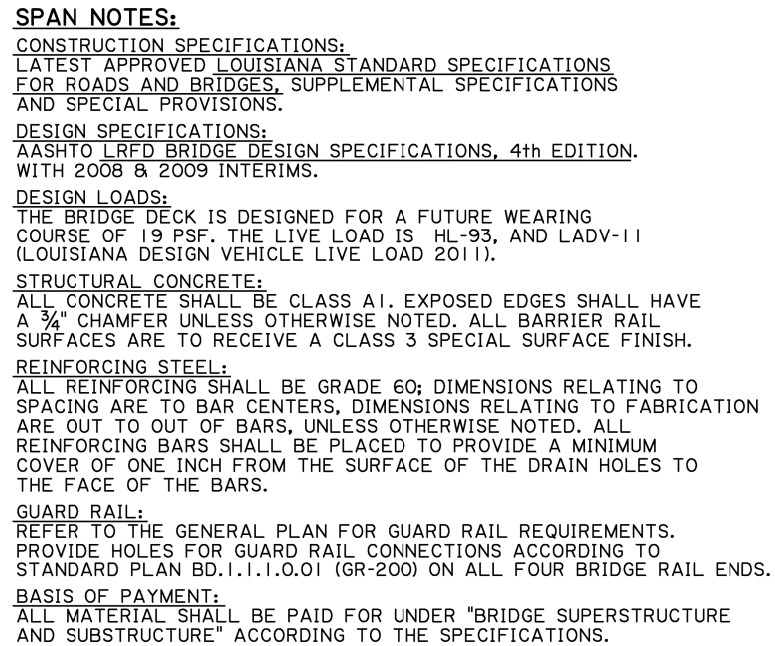 SPAN NOTES:
CONSTRUCTION SPECIFICATIONS:
LATEST APPROVED LOUISIANA STANDARD SPECIFICATIONS
FOR ROADS AND BRIDGES, SUPPLEMENTAL SPECIFICATIONS
AND SPECIAL PROVISIONS.
DESIGN SPECIFICATIONS:
AASHTO LRFD BRIDGE DESIGN SPECIFICATIONS, 4th EDITION.
WITH 2008 & 2009 INTERIMS.
DESIGN LOADS:
THE BRIDGE DECK IS DESIGNED FOR A FUTURE WEARING
COURSE OF 19 PSF. THE LIVE LOAD IS HL-93, AND LADV-11
(LOUISIANA DESIGN VEHICLE LIVE LOAD 2011).
STRUCTURAL CONCRETE:
ALL CONCRETE SHALL BE CLASS A1. EXPOSED EDGES SHALL HAVE
A ¾" CHAMFER UNLESS OTHERWISE NOTED. ALL BARRIER RAIL
SURFACES ARE TO RECEIVE A CLASS 3 SPECIAL SURFACE FINISH.
REINFORCING STEEL:
ALL REINFORCING SHALL BE GRADE 60; DIMENSIONS RELATING TO
SPACING ARE TO BAR CENTERS, DIMENSIONS RELATING TO FABRICATION
ARE OUT TO OUT OF BARS, UNLESS OTHERWISE NOTED. ALL
REINFORCING BARS SHALL BE PLACED TO PROVIDE A MINIMUM
COVER OF ONE INCH FROM THE SURFACE OF THE DRAIN HOLES TO
THE FACE OF THE BARS.
GUARD RAIL:
REFER TO THE GENERAL PLAN FOR GUARD RAIL REQUIREMENTS.
PROVIDE HOLES FOR GUARD RAIL CONNECTIONS ACCORDING TO
STANDARD PLAN BD.1.1.1.0.01 (GR-200) ON ALL FOUR BRIDGE RAIL ENDS.
BASIS OF PAYMENT:
ALL MATERIAL SHALL BE PAID FOR UNDER "BRIDGE SUPERSTRUCTURE
AND SUBSTRUCTURE" ACCORDING TO THE SPECIFICATIONS.